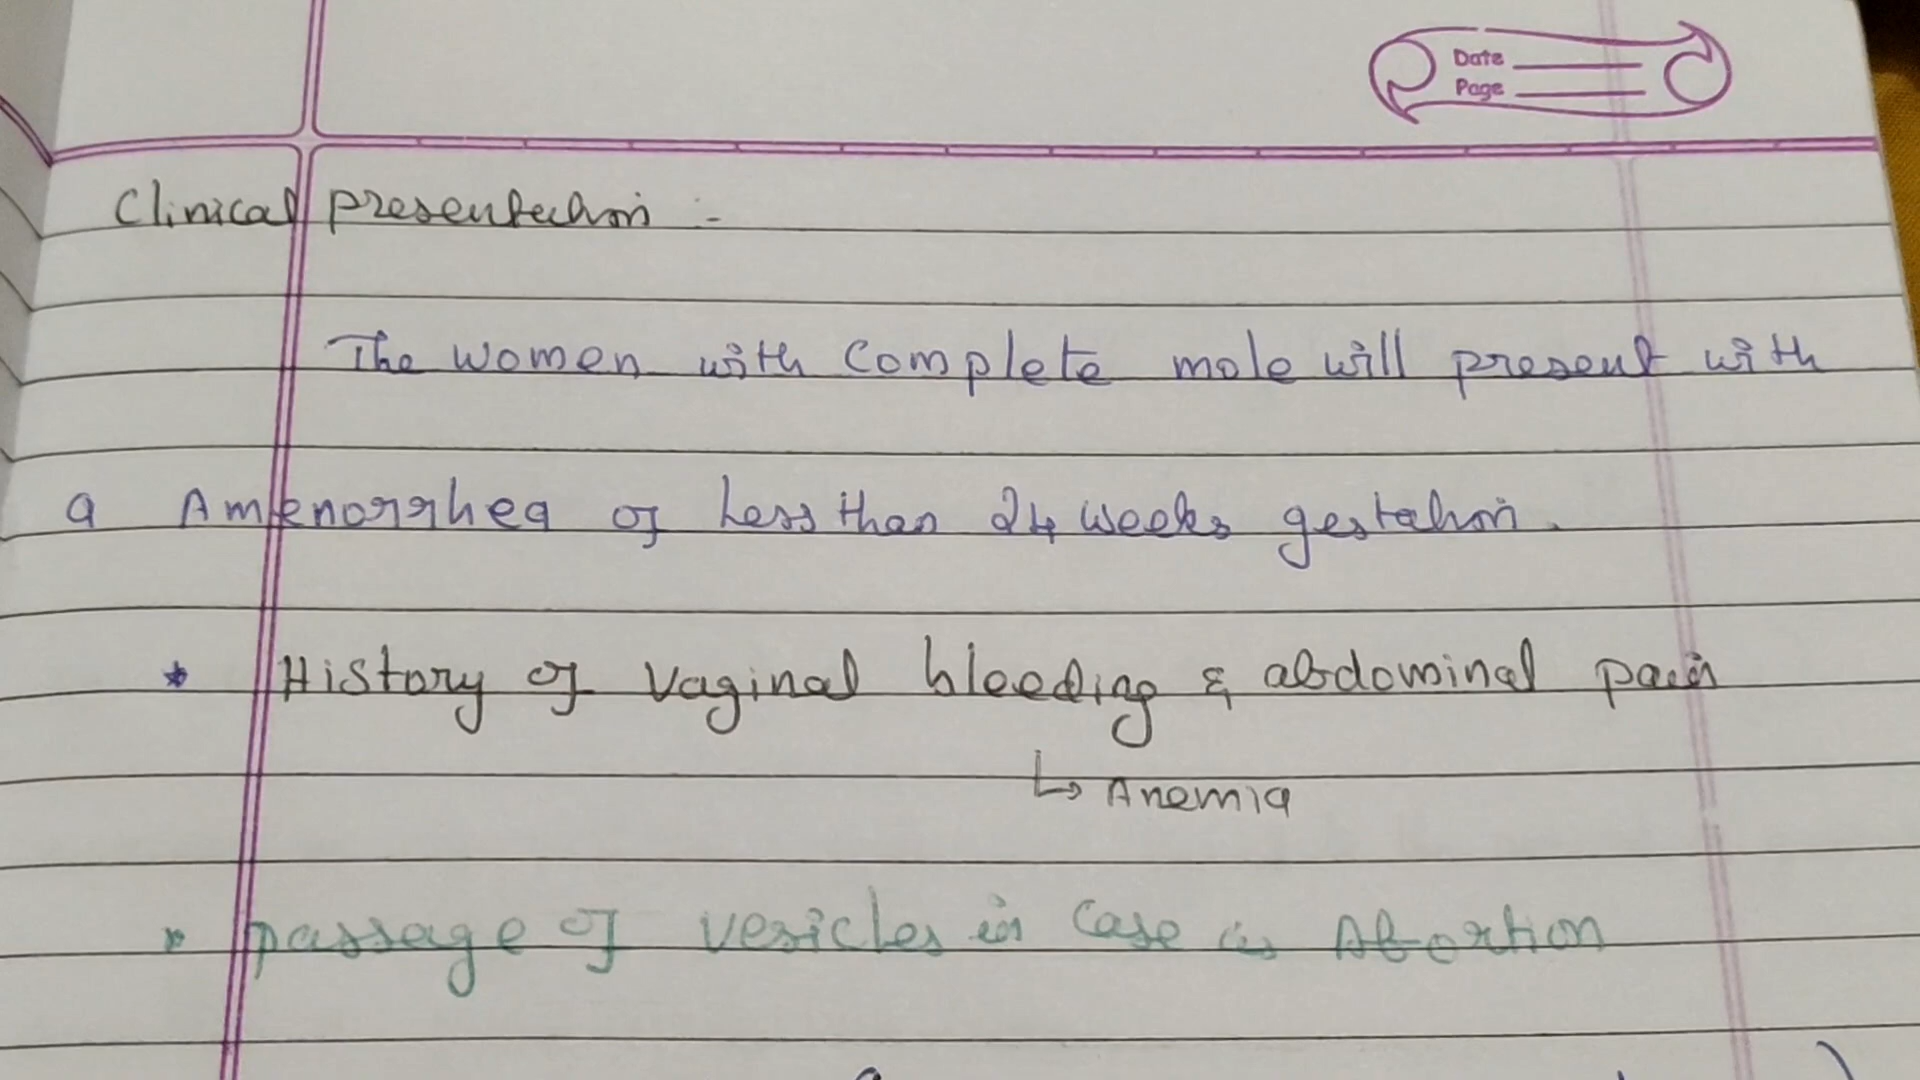 Date
Page
Clinical presentation :-
The women with complete mole will present with
a Amenorrhea of Less than 24 weeks gestation.
* History of vaginal bleeding & abdominal pain
↳ Anemia
* passage of vesicles in case is Abortion